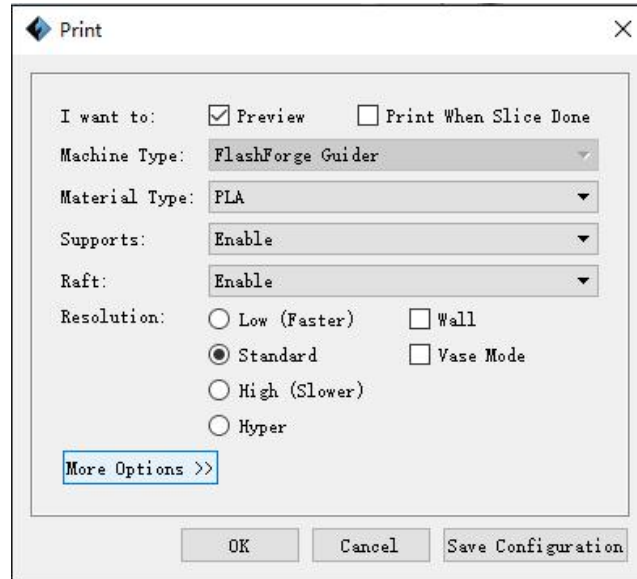 Print
I want to: Preview Print When Slice Done
Machine Type: FlashForge Guider
Material Type: PLA
Supports: Enable
Raft: Enable
Resolution: Low (Faster) Wall
Standard Vase Mode
High (Slower)
Hyper
More Options >>
OK Cancel Save Configuration